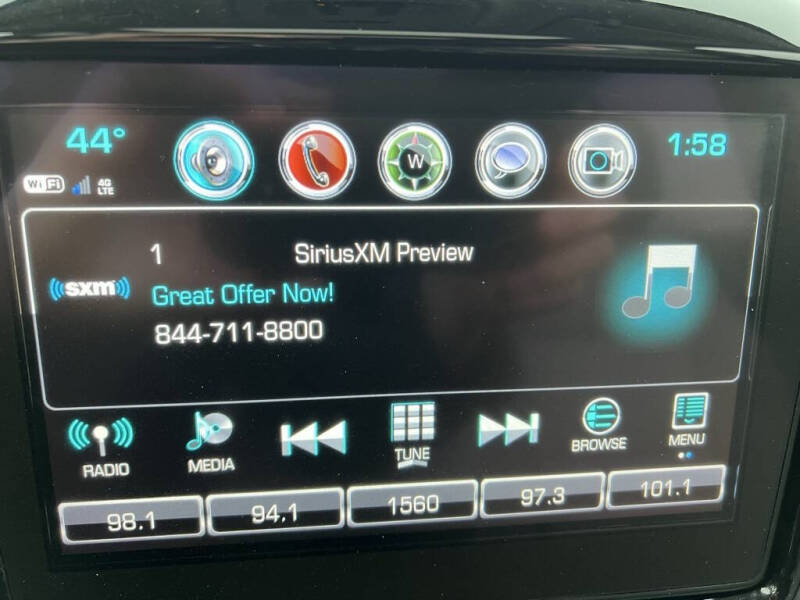 44°
W
1:58
WiFi 4G LTE
1 SiriusXM Preview
((sxm))
Great Offer Now!
844-711-8800
RADIO MEDIA TUNE BROWSE MENU
98.1 94.1 1560 97.3 101.1